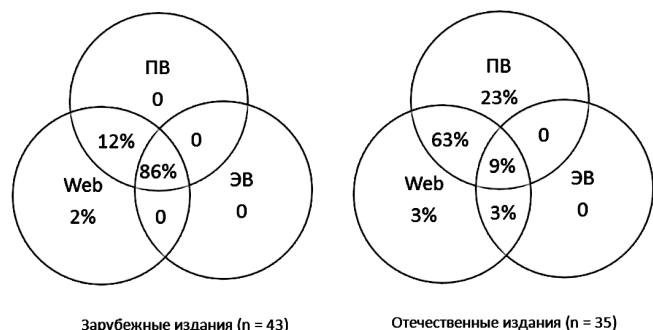 ПВ
0
12%
0
86%
Web
2%
0
ЭВ
0
Зарубежные издания (n = 43)
ПВ
23%
63%
0
9%
Web
3%
3%
ЭВ
0
Отечественные издания (n = 35)